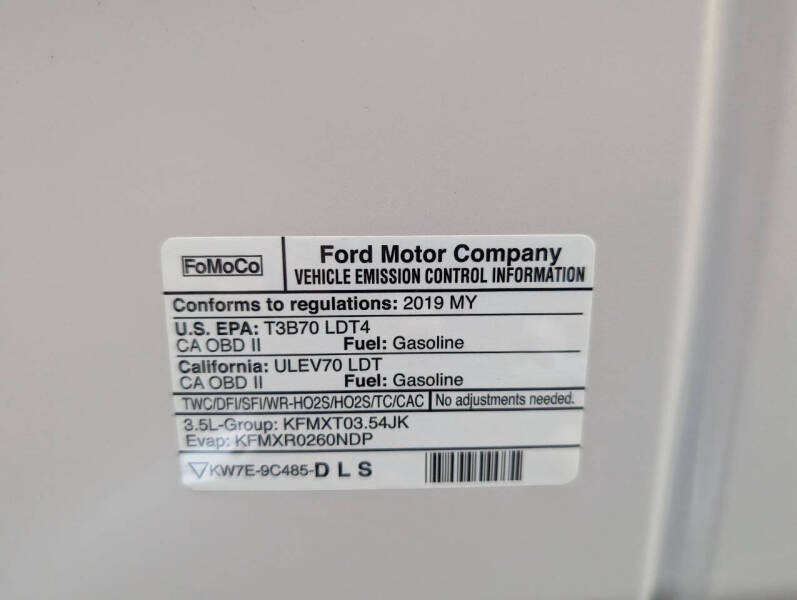 FoMoCo
Ford Motor Company
VEHICLE EMISSION CONTROL INFORMATION
Conforms to regulations: 2019 MY
U.S. EPA: T3B70 LDT4
CA OBD II Fuel: Gasoline
California: ULEV70 LDT
CA OBD II Fuel: Gasoline
TWC/DFI/SFI/WR-HO2S/HO2S/TC/CAC No adjustments needed.
3.5L-Group: KFMXT03.54JK
Evap: KFMXR0260NDP
KW7E-9C485-D L S